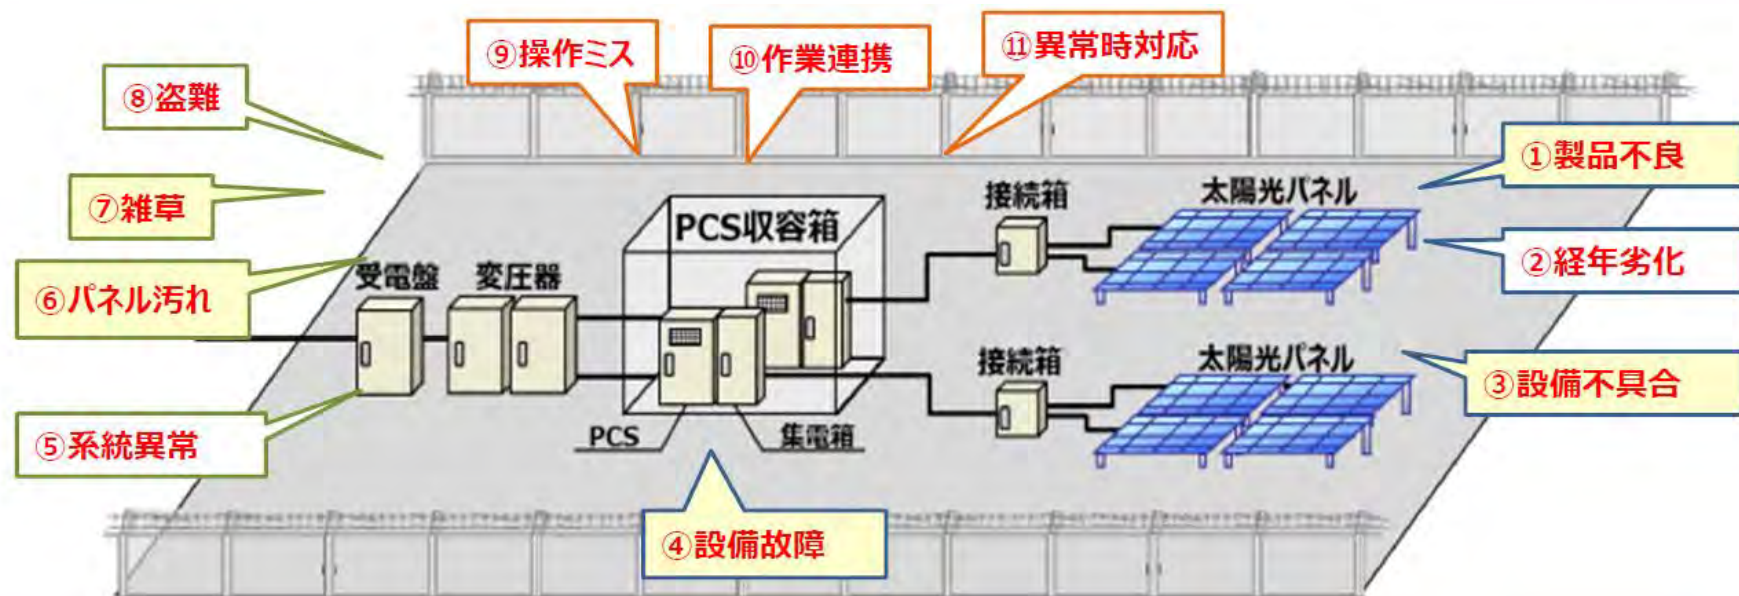 ⑨操作ミス
⑩作業連携
⑪異常時対応
⑧盗難
①製品不良
⑦雑草
接続箱
太陽光パネル
PCS収容箱
②経年劣化
⑥パネル汚れ
受電盤
変圧器
接続箱
太陽光パネル
③設備不具合
⑤系統異常
PCS
集電箱
④設備故障